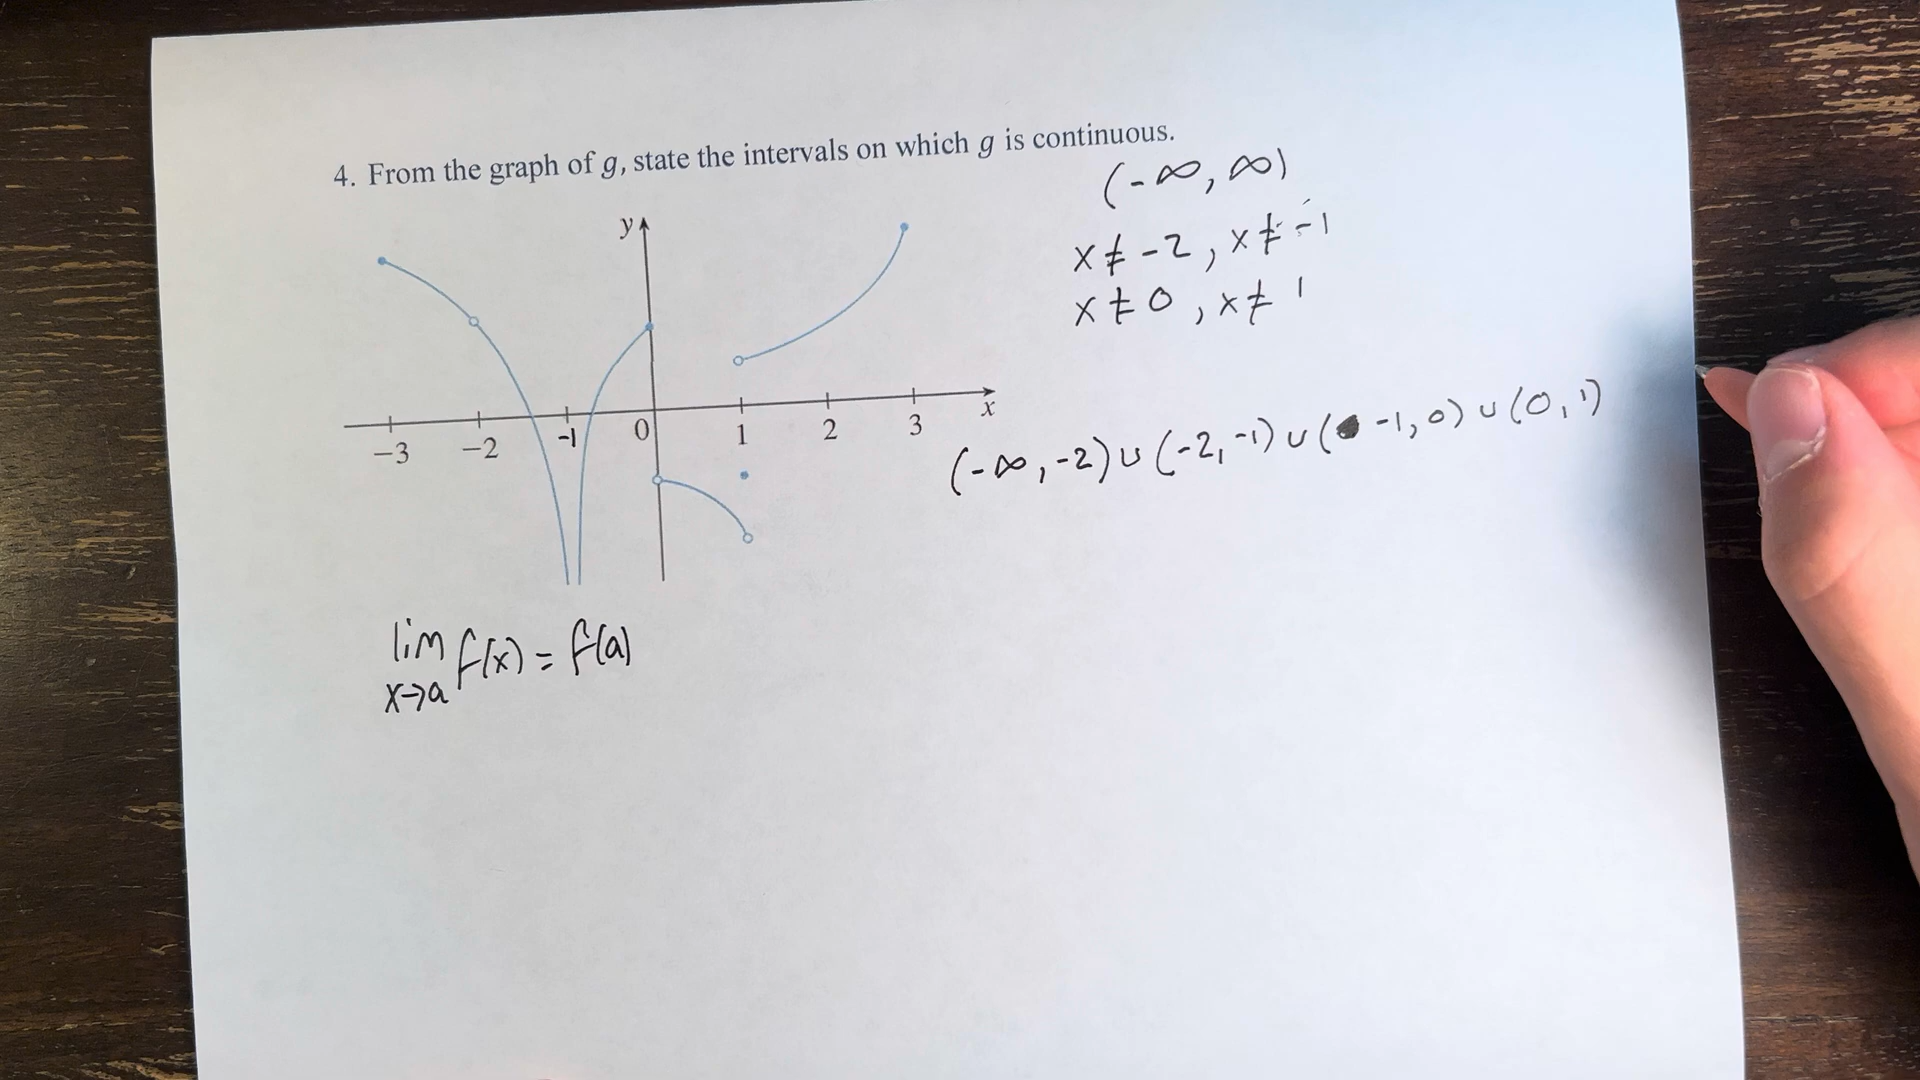 4. From the graph of g, state the intervals on which g is continuous.
(-∞, ∞)
x ≠ -2, x ≠ -1
x ≠ 0, x ≠ 1
y
x
−3 −2 -1 0 1 2 3
(-∞, -2) ∪ (-2, -1) ∪ ( -1, 0) ∪ (0, 1)
lim f(x) = f(a)
x→a